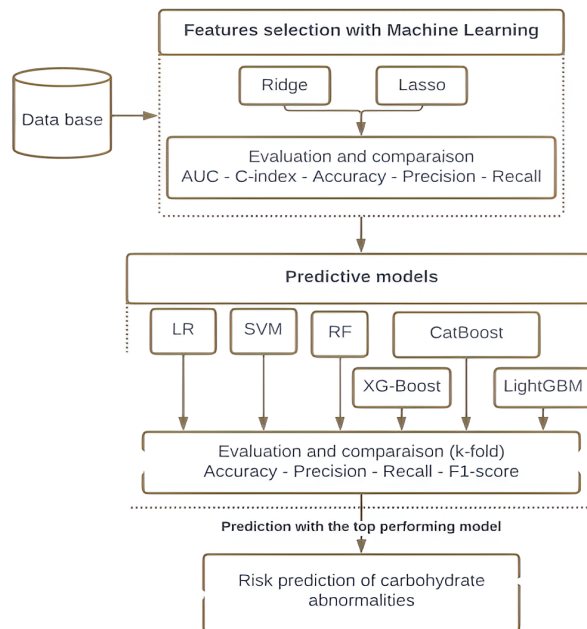 Features selection with Machine Learning
Data base
Ridge
Lasso
Evaluation and comparaison
AUC - C-index - Accuracy - Precision - Recall
Predictive models
LR
SVM
RF
CatBoost
XG-Boost
LightGBM
Evaluation and comparaison (k-fold)
Accuracy - Precision - Recall - F1-score
Prediction with the top performing model
Risk prediction of carbohydrate
abnormalities